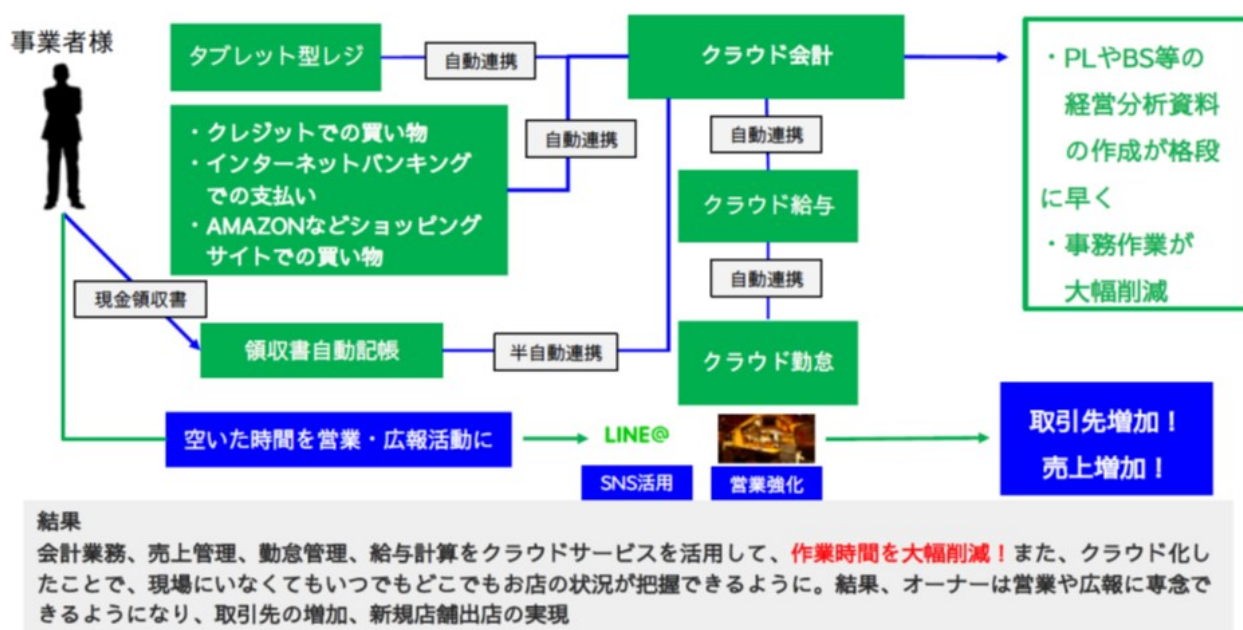 事業者様
タブレット型レジ
自動連携
クラウド会計
・PLやBS等の
経営分析資料
の作成が格段
に早く
・事務作業が
大幅削減
・クレジットでの買い物
・インターネットバンキング
での支払い
・AMAZONなどショッピング
サイトでの買い物
自動連携
自動連携
クラウド給与
自動連携
クラウド勤怠
現金領収書
領収書自動記帳
半自動連携
空いた時間を営業・広報活動に
LINE@
SNS活用
営業強化
取引先増加！
売上増加！
結果
会計業務、売上管理、勤怠管理、給与計算をクラウドサービスを活用して、作業時間を大幅削減！また、クラウド化し
たことで、現場にいなくてもいつでもどこでもお店の状況が把握できるように。結果、オーナーは営業や広報に専念で
きるようになり、取引先の増加、新規店舗出店の実現